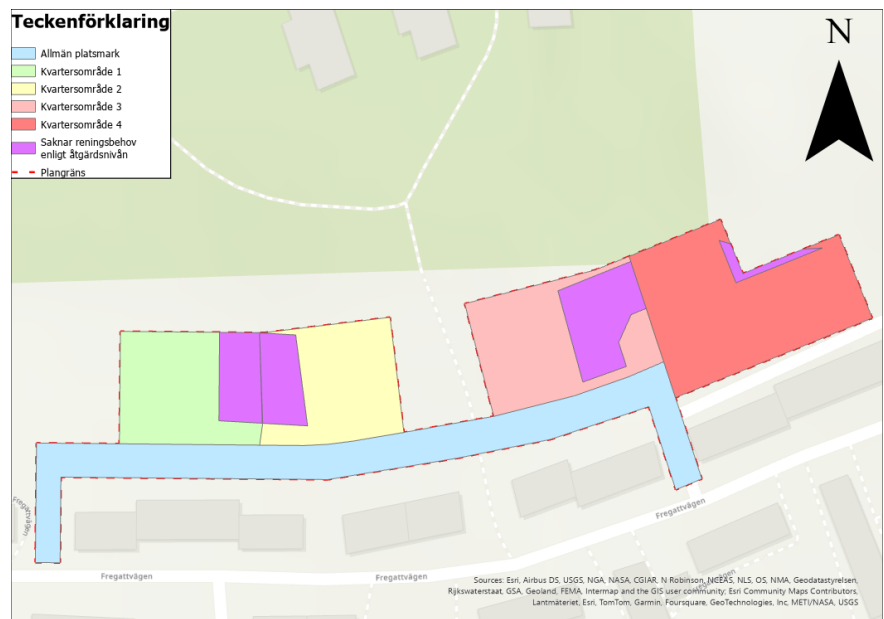 Teckenförklaring
Allmän platsmark
Kvartersområde 1
Kvartersområde 2
Kvartersområde 3
Kvartersområde 4
Saknar reningsbehov
enligt åtgärdsnivån
Plangräns
N
Fregattvägen
Fregattvägen
Fregattvägen
Fregattvägen
Sources: Esri, Airbus DS, USGS, NGA, NASA, CGIAR, N Robinson, NCEAS, NLS, OS, NMA, Geodatastyrelsen,
Rijkswaterstaat, GSA, Geoland, FEMA, Intermap and the GIS user community; Esri Community Maps Contributors,
Lantmäteriet, Esri, TomTom, Garmin, Foursquare, GeoTechnologies, Inc, METI/NASA, USGS